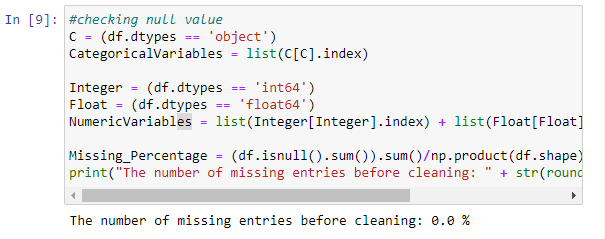 In [9]: #checking null value
C = (df.dtypes == 'object')
CategoricalVariables = list(C[C].index)
Integer = (df.dtypes == 'int64')
Float = (df.dtypes == 'float64')
NumericVariables = list(Integer[Integer].index) + list(Float[Float]
Missing_Percentage = (df.isnull().sum()).sum()/np.product(df.shape)
print("The number of missing entries before cleaning: " + str(round
The number of missing entries before cleaning: 0.0 %